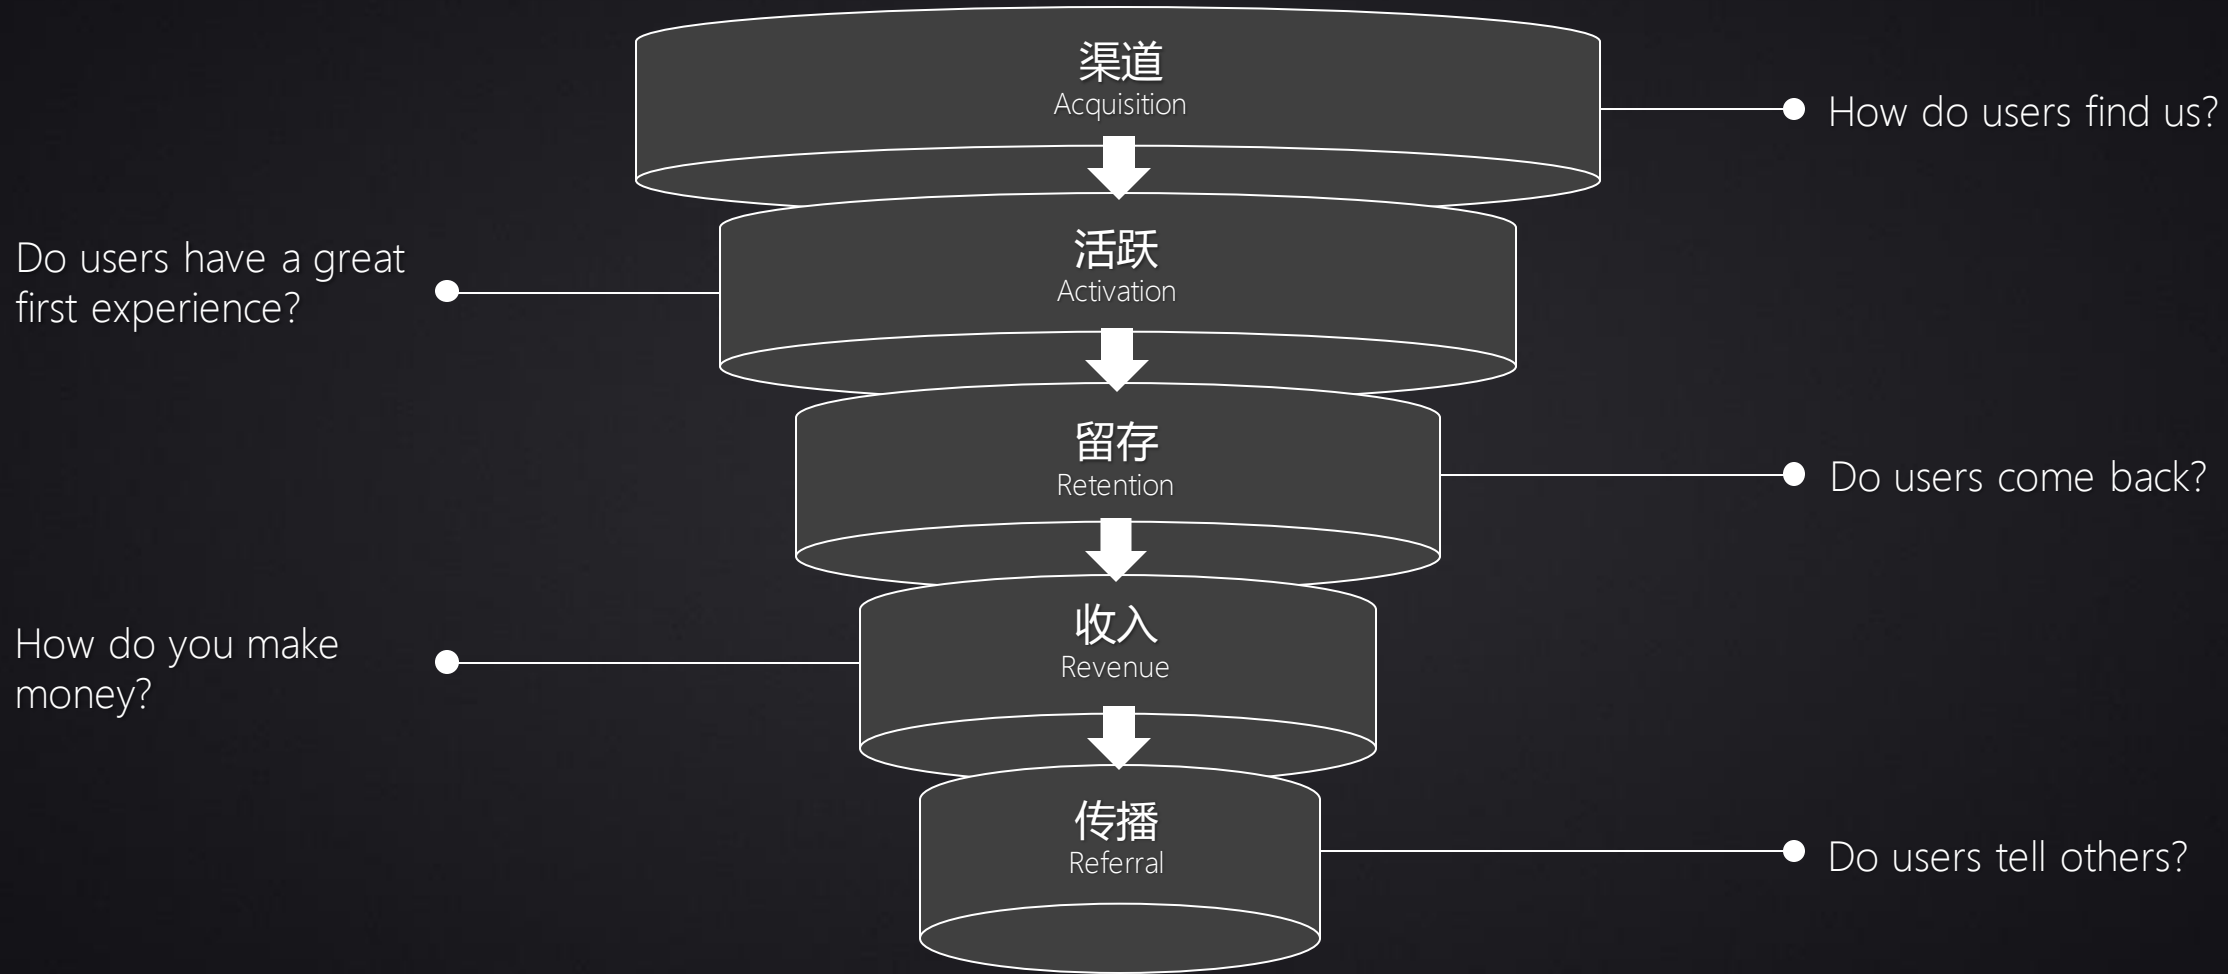 渠道
Acquisition
How do users find us?
活跃
Activation
Do users have a great
first experience?
留存
Retention
Do users come back?
收入
Revenue
How do you make
money?
传播
Referral
Do users tell others?